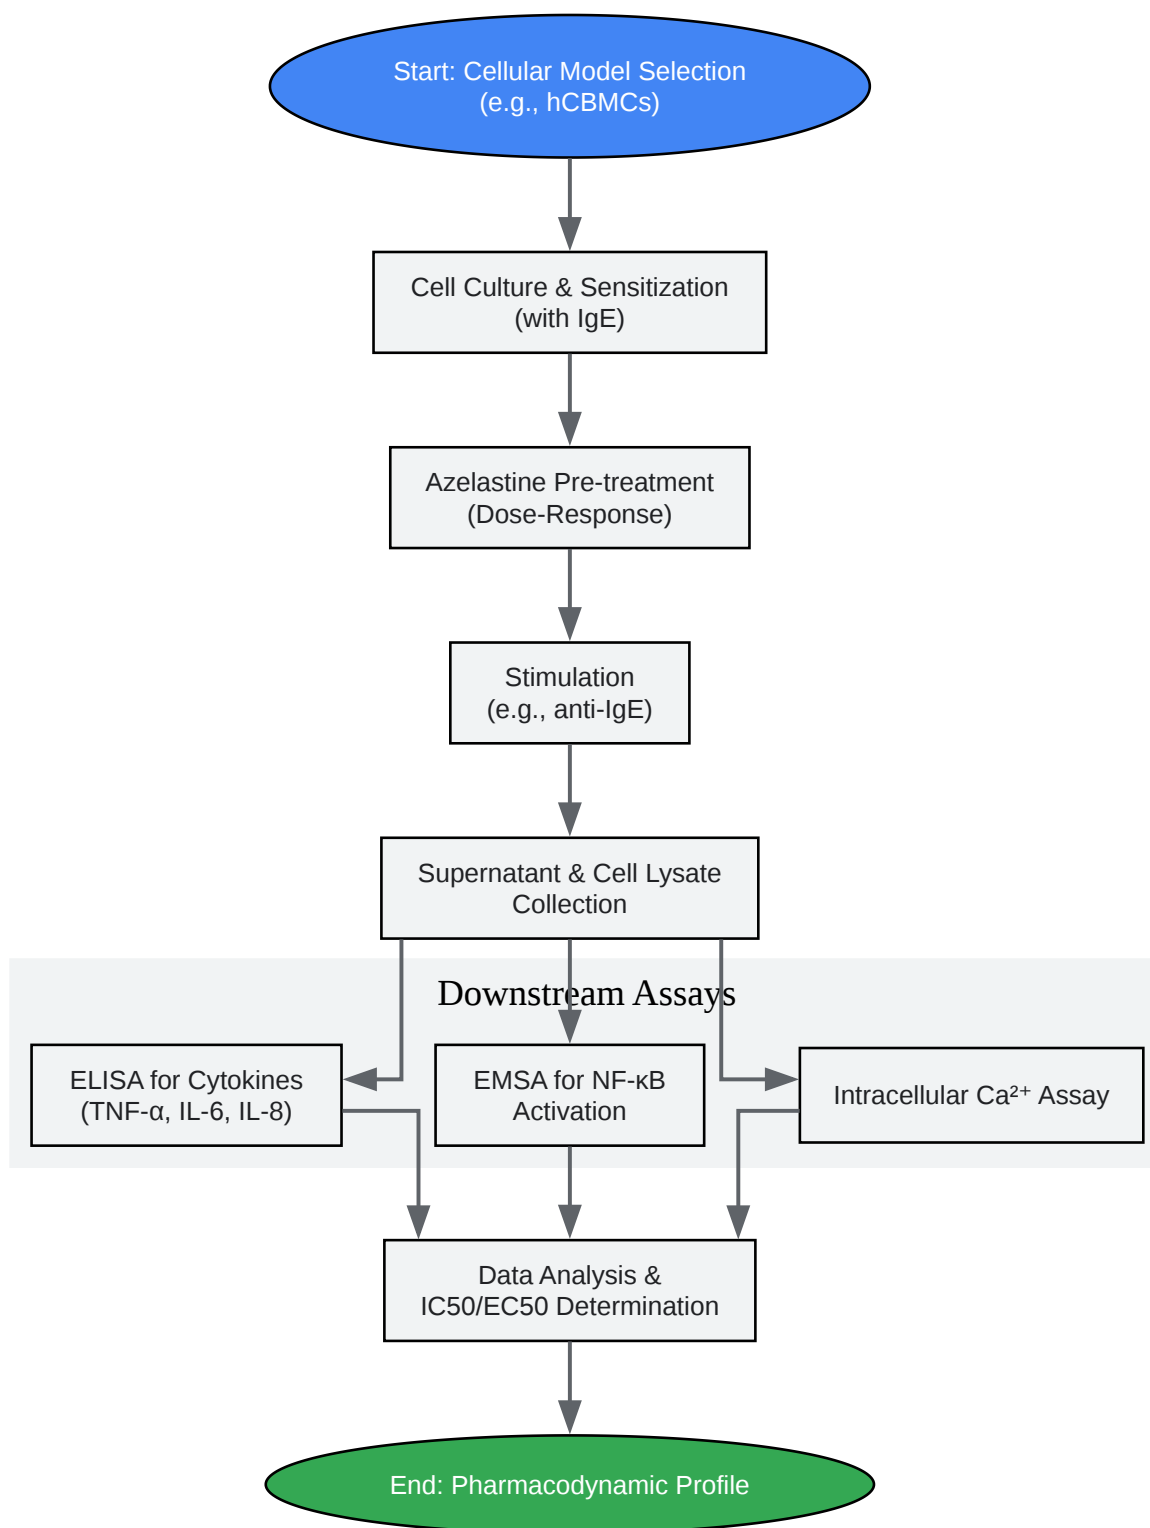 Start: Cellular Model Selection
(e.g., hCBMCs)
Cell Culture & Sensitization
(with IgE)
Azelastine Pre-treatment
(Dose-Response)
Stimulation
(e.g., anti-IgE)
Supernatant & Cell Lysate
Collection
Downstream Assays
ELISA for Cytokines
(TNF-α, IL-6, IL-8)
EMSA for NF-κB
Activation
Intracellular Ca²⁺ Assay
Data Analysis &
IC50/EC50 Determination
End: Pharmacodynamic Profile